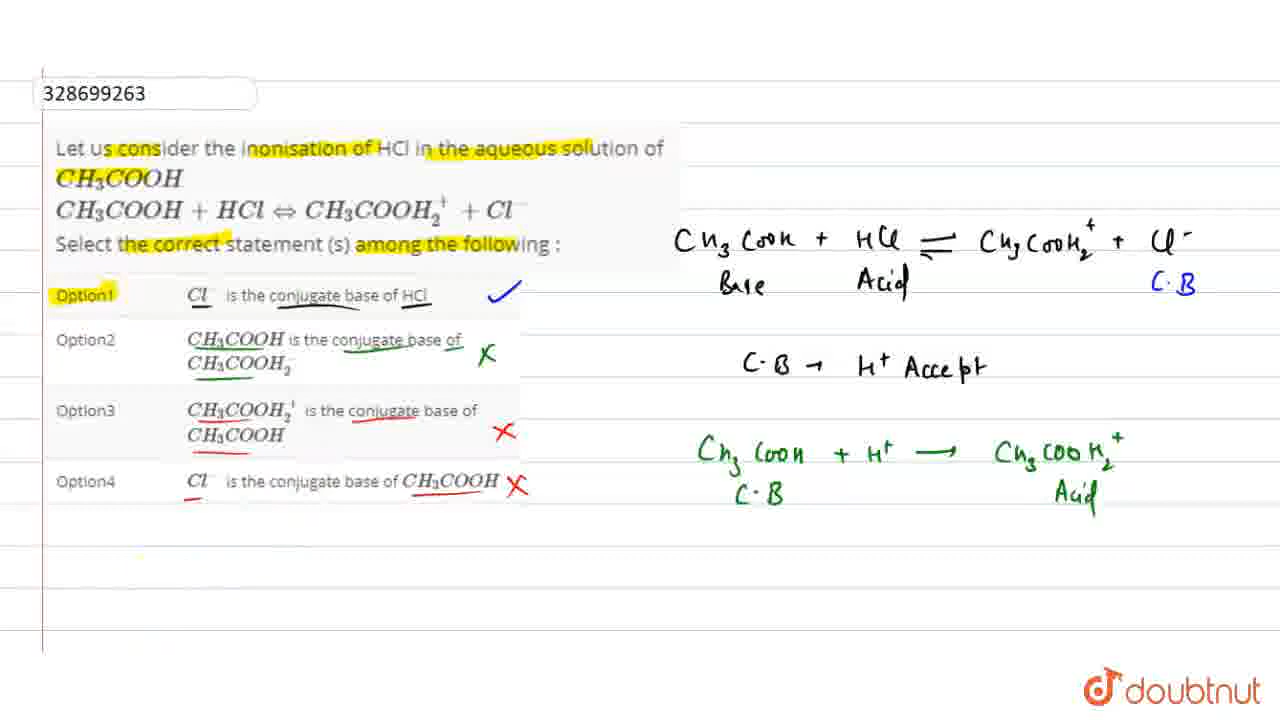 328699263
Let us consider the inonisation of HCl in the aqueous solution of
CH₃COOH
CH₃COOH + HCl ⇔ CH₃COOH₂⁺ + Cl⁻
Select the correct statement (s) among the following :
Option1 Cl⁻ is the conjugate base of HCl
Option2 CH₃COOH is the conjugate base of
CH₃COOH₂
Option3 CH₃COOH₂⁺ is the conjugate base of
CH₃COOH
Option4 Cl⁻ is the conjugate base of CH₃COOH
CH₃COOH + HCl ⇌ CH₃COOH₂⁺ + Cl⁻
Base Acid C.B
C.B → H⁺ Accept
CH₃COOH + H⁺ → CH₃COOH₂⁺
C.B Acid
doubtnut